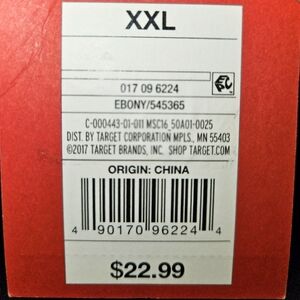 XXL
017 09 6224
EBONY/545365
C-000443-01-011 MSC16_50A01-0025
DIST. BY TARGET CORPORATION MPLS., MN 55403
©2017 TARGET BRANDS, INC. SHOP TARGET.COM
ORIGIN: CHINA
4 90170 96224 4
$22.99